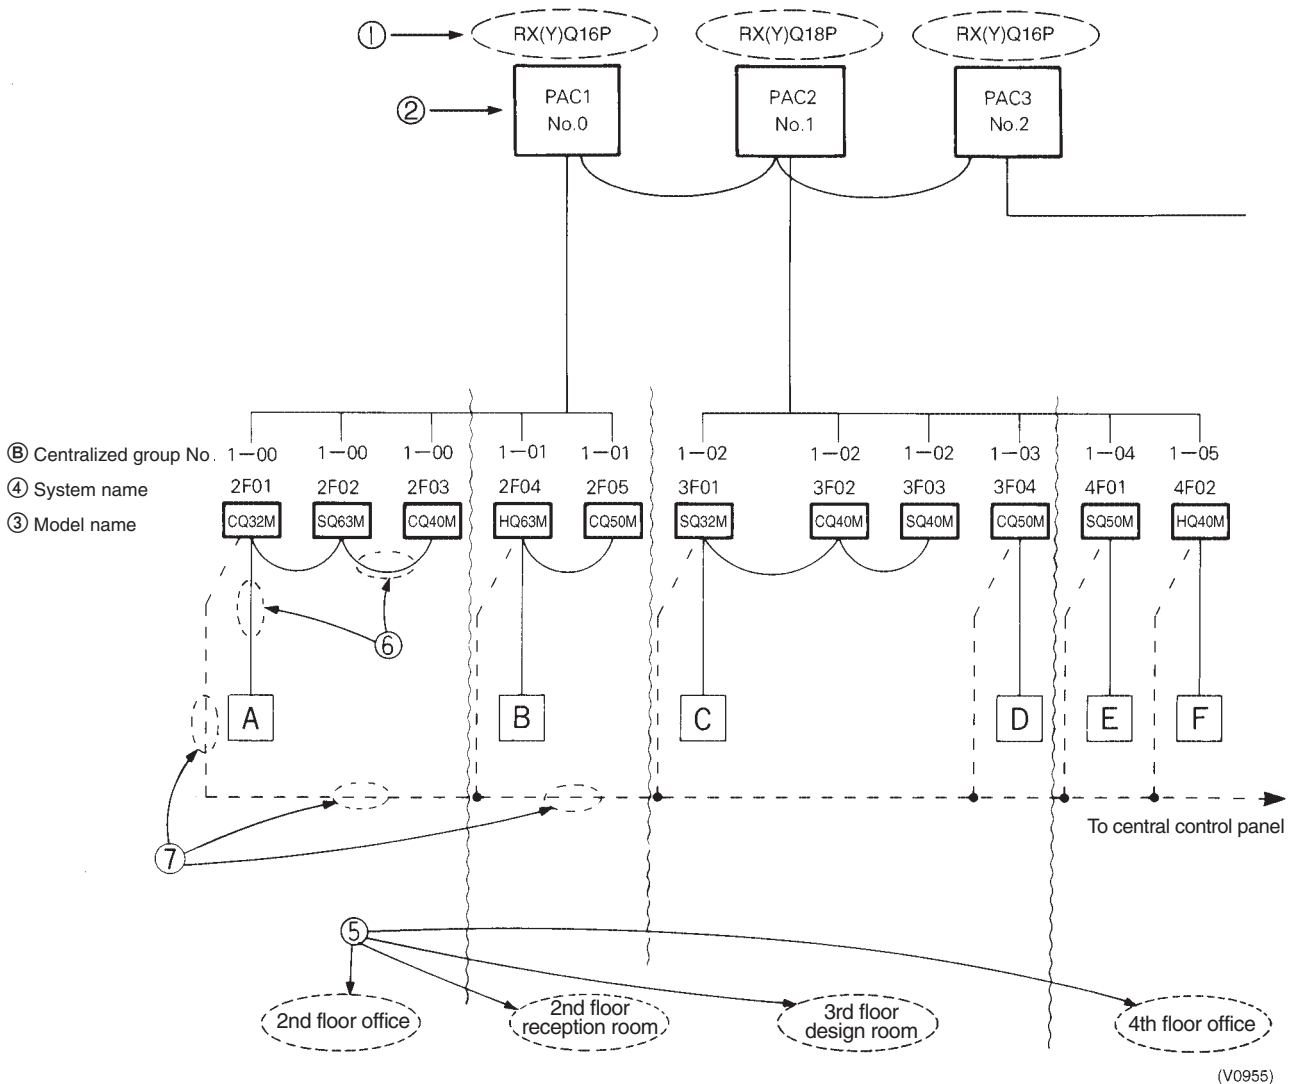 ① RX(Y)Q16P RX(Y)Q18P RX(Y)Q16P
② PAC1 PAC2 PAC3
No.0 No.1 No.2
Ⓑ Centralized group No. 1-00 1-00 1-00 1-01 1-01 1-02 1-02 1-02 1-03 1-04 1-05
④ System name 2F01 2F02 2F03 2F04 2F05 3F01 3F02 3F03 3F04 4F01 4F02
③ Model name CQ32M SQ63M CQ40M HQ63M CQ50M SQ32M CQ40M SQ40M CQ50M SQ50M HQ40M
⑥
A B C D E F
To central control panel
⑦
⑤
2nd floor office
2nd floor
reception room
3rd floor
design room
4th floor office
(V0955)